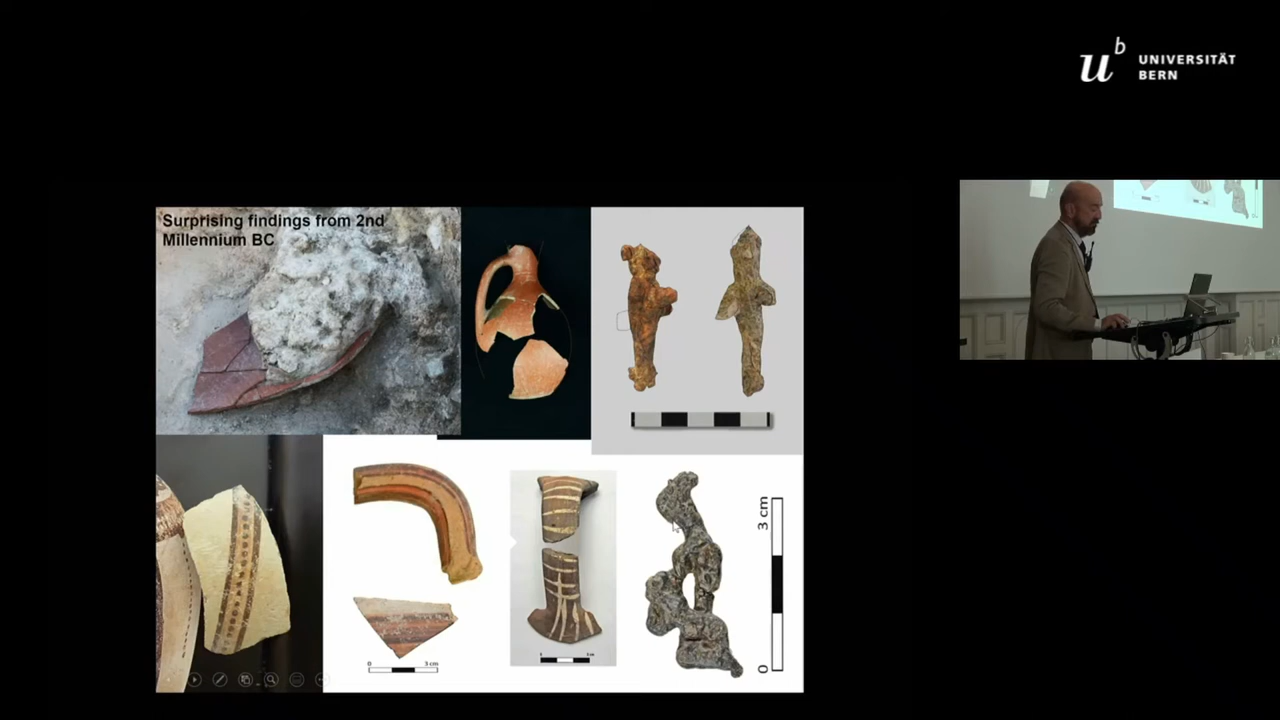 u
b
UNIVERSITÄT
BERN
Surprising findings from 2nd
Millennium BC
3 cm
0
0
3 cm